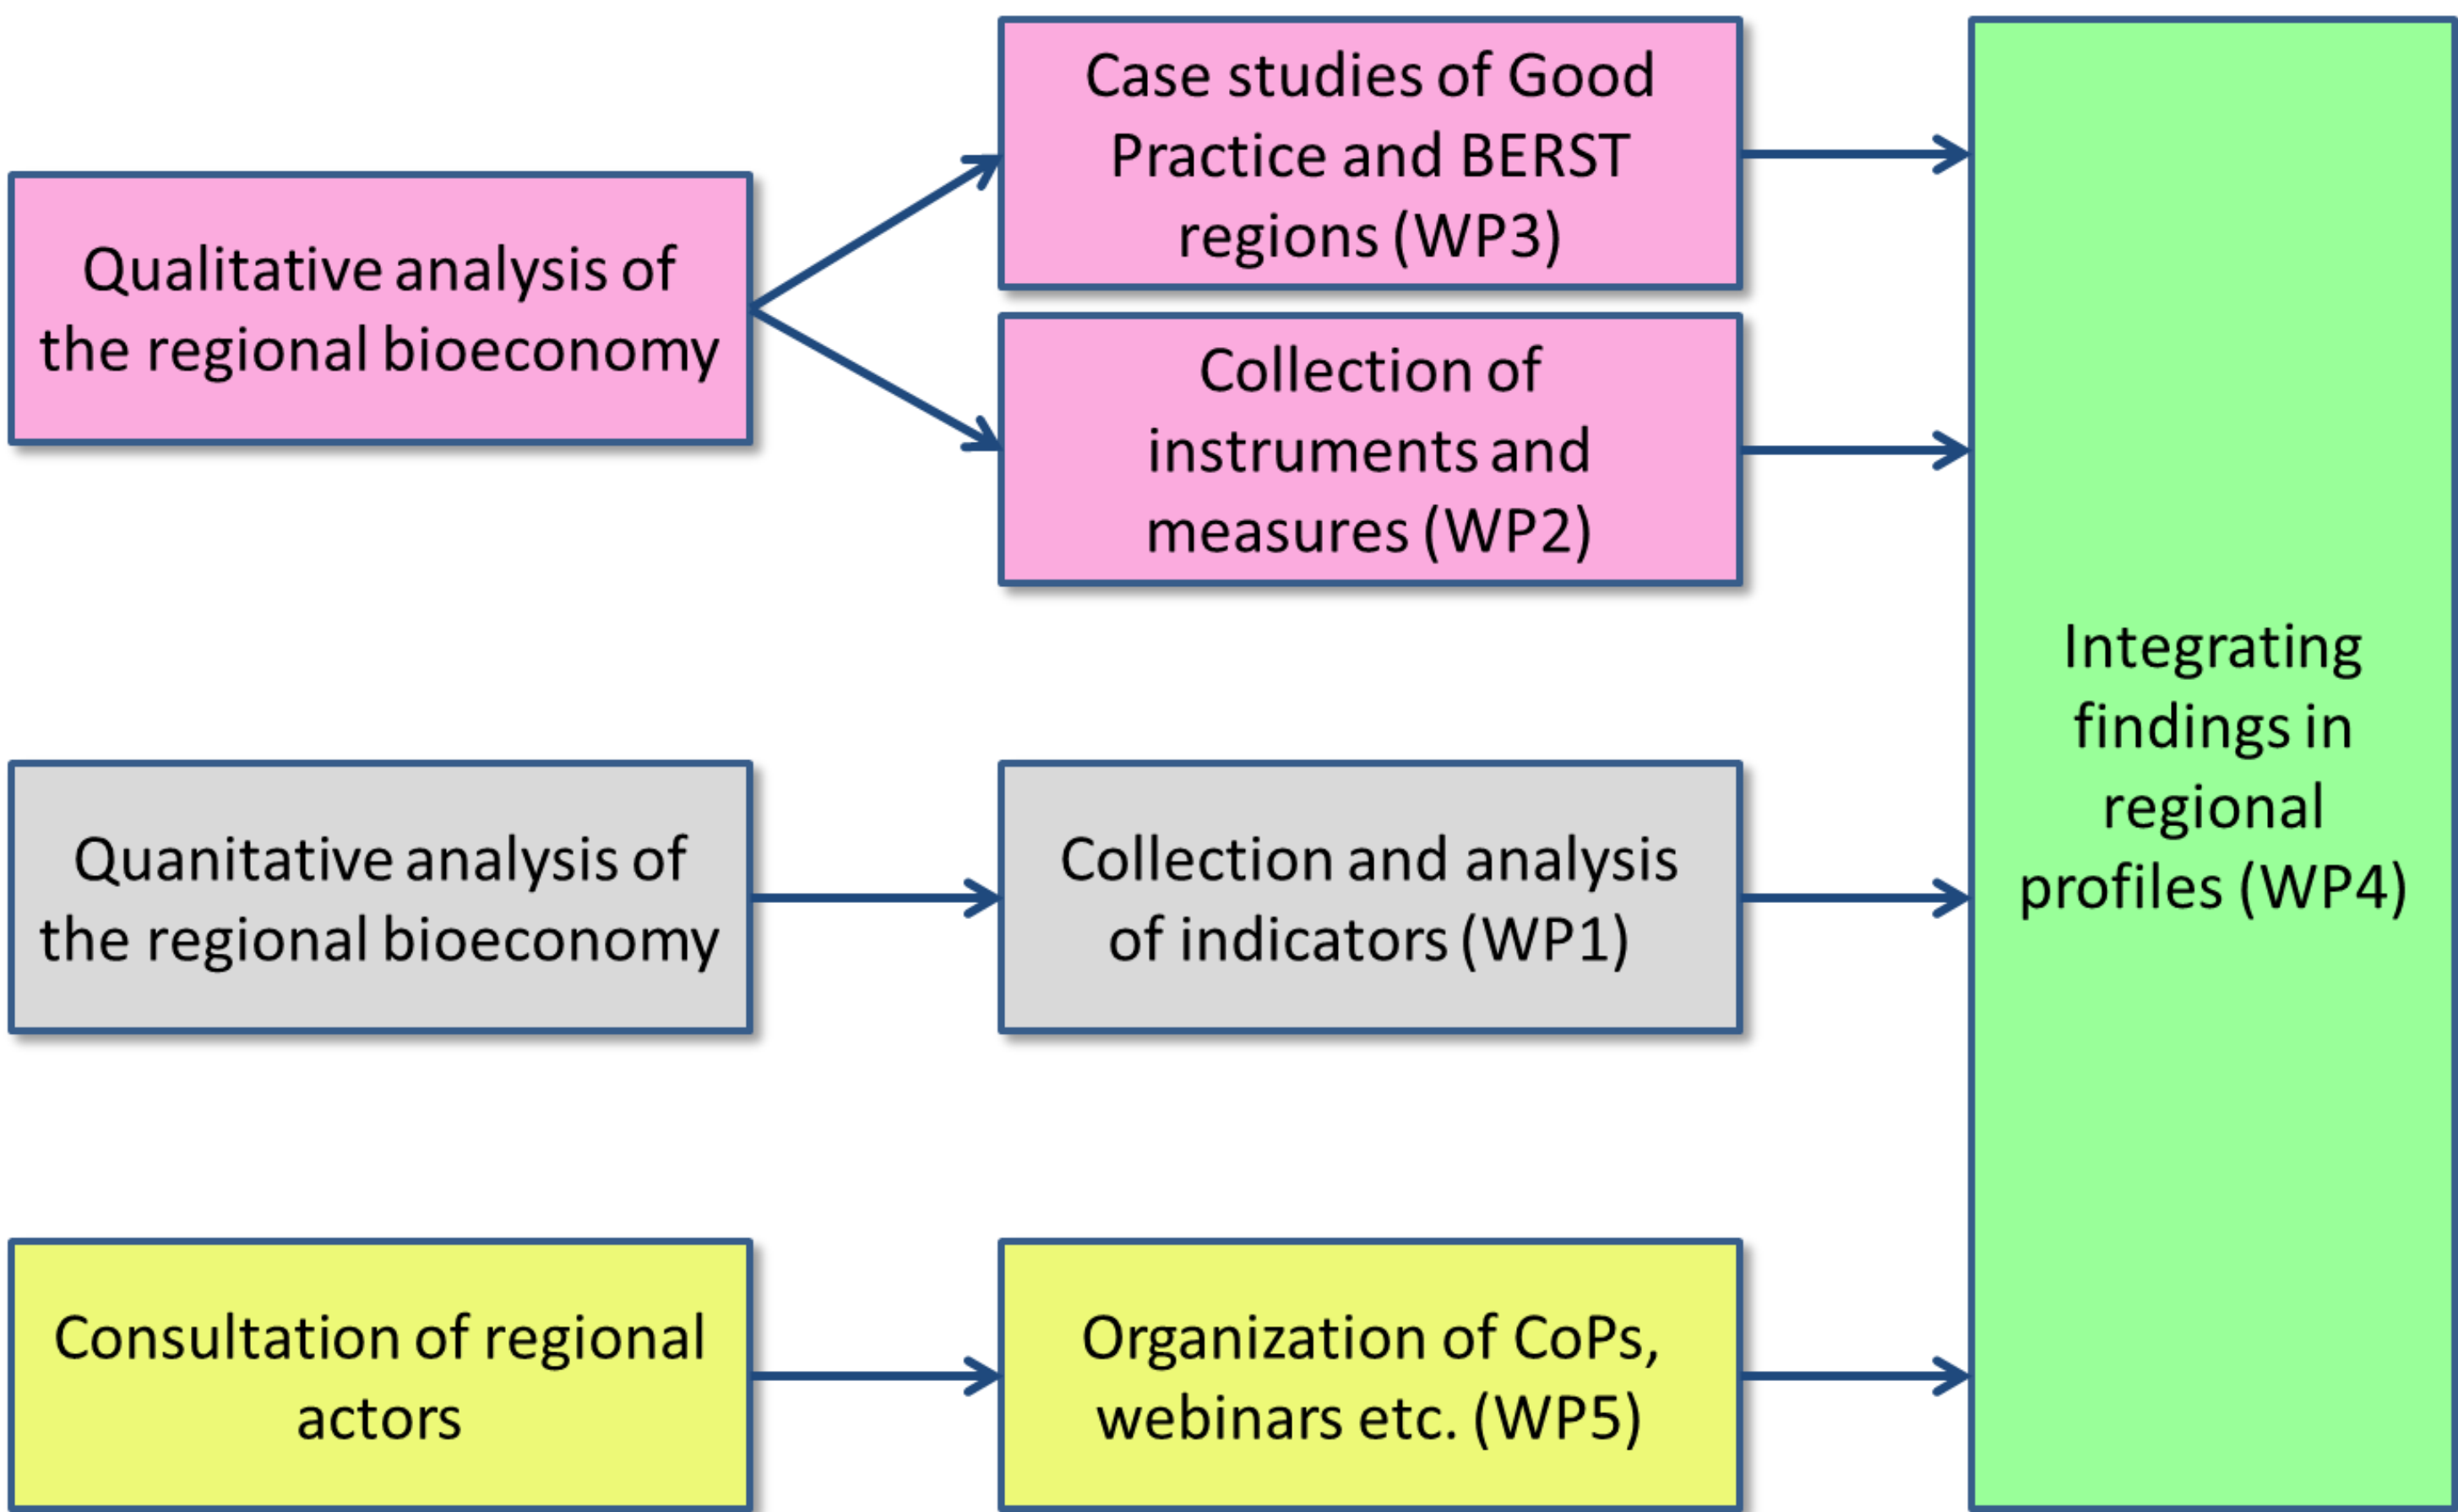 Qualitative analysis of
the regional bioeconomy
Case studies of Good
Practice and BERST
regions (WP3)
Collection of
instruments and
measures (WP2)
Quanitative analysis of
the regional bioeconomy
Collection and analysis
of indicators (WP1)
Consultation of regional
actors
Organization of CoPs,
webinars etc. (WP5)
Integrating
findings in
regional
profiles (WP4)